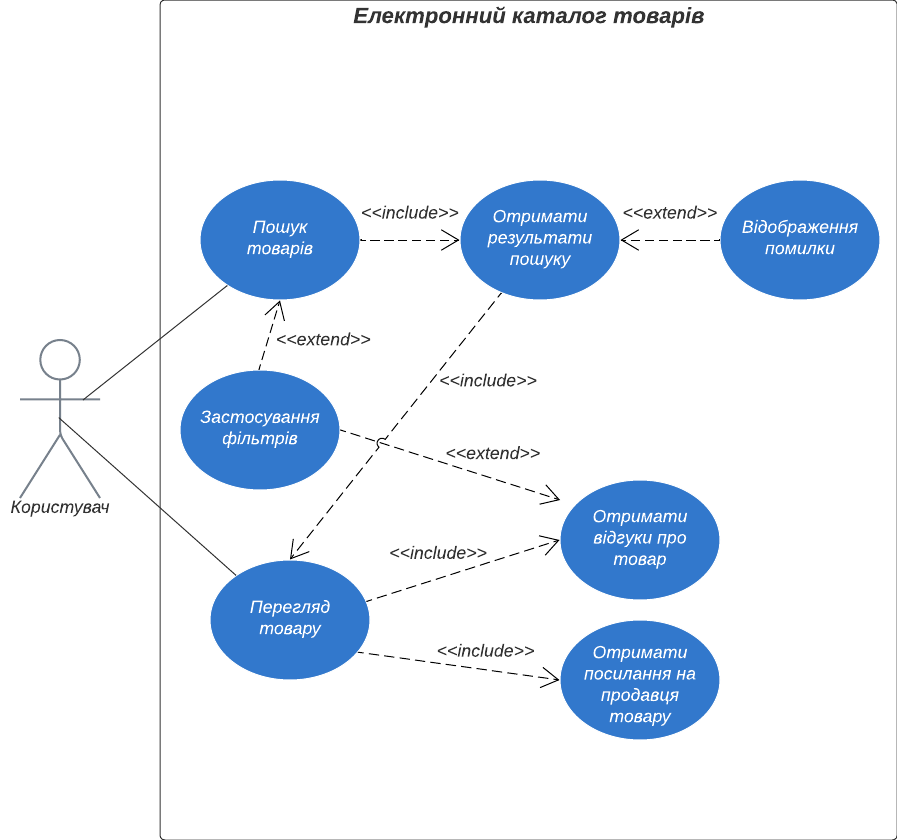 Електронний каталог товарів
Пошук
товарів
<<include>>
Отримати
результати
пошуку
<<extend>>
Відображення
помилки
<<extend>>
<<include>>
Застосування
фільтрів
<<extend>>
Користувач
Отримати
відгуки про
товар
<<include>>
Перегляд
товару
<<include>>
Отримати
посилання на
продавця
товару